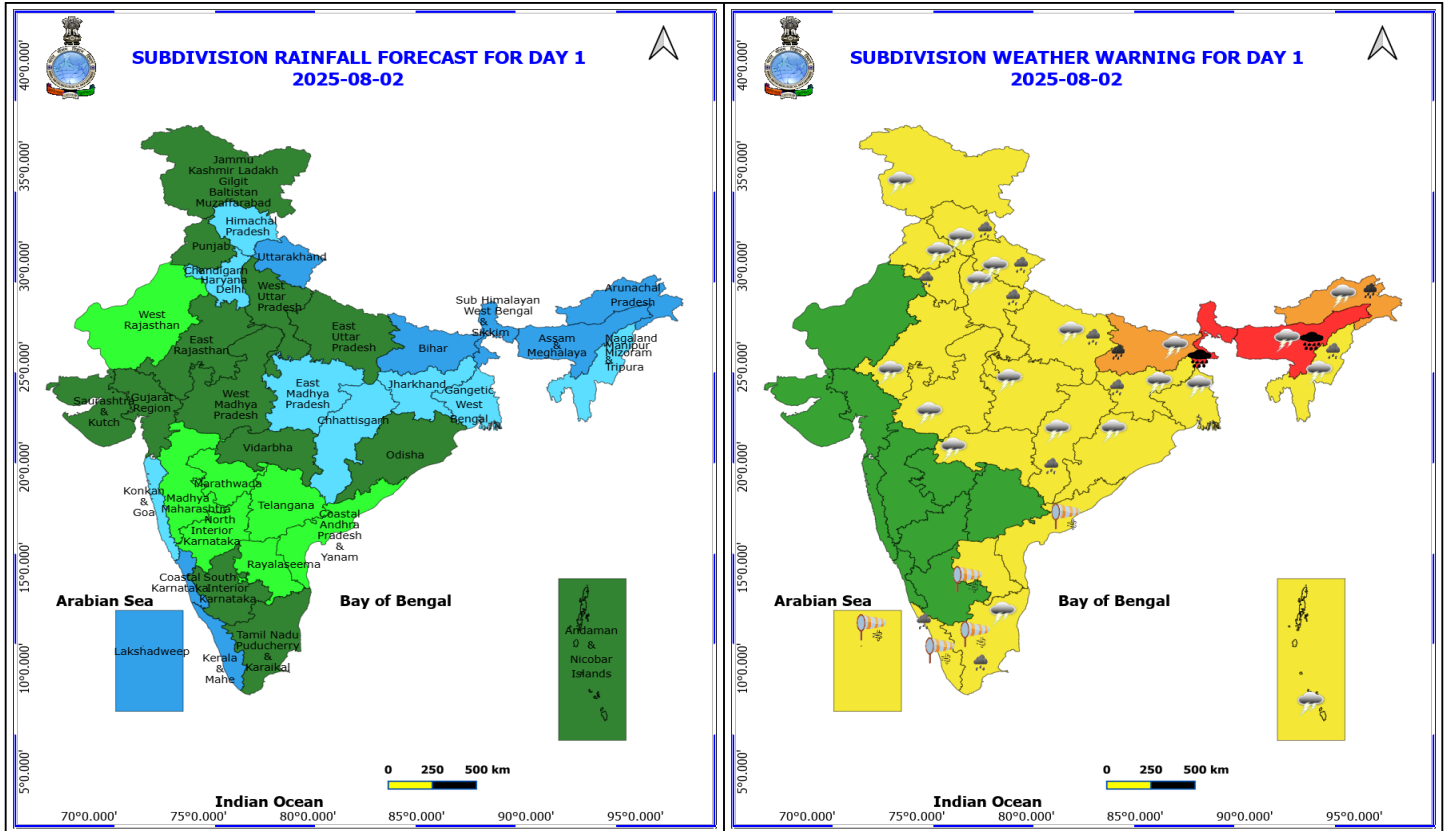 SUBDIVISION RAINFALL FORECAST FOR DAY 1
2025-08-02
40°0.000'
35°0.000'
30°0.000'
25°0.000'
20°0.000'
15°0.000'
10°0.000'
5°0.000'
Jammu
Kashmir Ladakh
Gilgit
Baltistan
Muzaffarabad
Himachal
Pradesh
Punjab
Uttarakhand
Chandigarh
Haryana
Delhi
West
Uttar
Pradesh
West
Rajasthan
East
Rajasthan
East
Uttar
Pradesh
Bihar
Sub Himalayan
West Bengal
&
Sikkim
Arunachal
Pradesh
Assam
&
Meghalaya
Nagaland
Manipur
Mizoram &
Tripura
Saurashtra
&
Kutch
Gujarat
Region
West
Madhya
Pradesh
East
Madhya
Pradesh
Jharkhand
Gangetic
West
Bengal
Chhattisgarh
Vidarbha
Odisha
Konkan
&
Goa
Marathwada
Madhya
Maharashtra
North
Interior
Karnataka
Telangana
Coastal
Andhra
Pradesh
&
Yanam
Rayalaseema
Coastal
Karnataka
South
Interior
Karnataka
Arabian Sea
Bay of Bengal
Lakshadweep
Kerala
&
Mahe
Tamil Nadu
Puducherry
&
Karaikal
Andaman
&
Nicobar
Islands
0 250 500 km
Indian Ocean
70°0.000' 75°0.000' 80°0.000' 85°0.000' 90°0.000' 95°0.000'
SUBDIVISION WEATHER WARNING FOR DAY 1
2025-08-02
40°0.000'
35°0.000'
30°0.000'
25°0.000'
20°0.000'
15°0.000'
10°0.000'
5°0.000'
Arabian Sea
Bay of Bengal
0 250 500 km
Indian Ocean
70°0.000' 75°0.000' 80°0.000' 85°0.000' 90°0.000' 95°0.000'